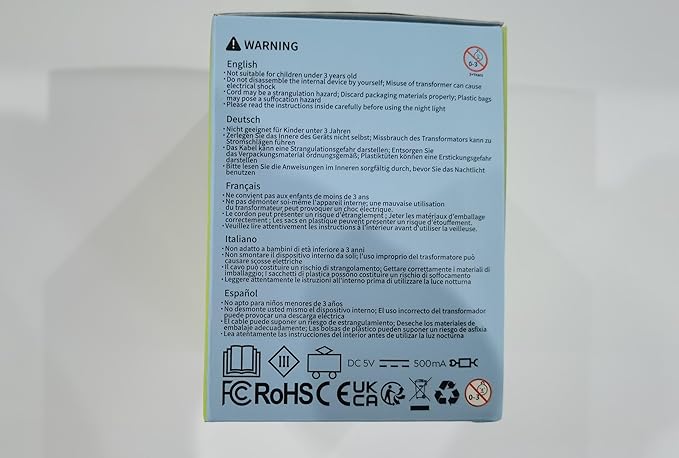 WARNING
0-3
English
· Not suitable for children under 3 years old
· Do not disassemble the internal device by yourself; Misuse of transformer can cause
electrical shock
· Cord may be a strangulation hazard; Discard packaging materials properly; Plastic bags
may pose a suffocation hazard
· Please read the instructions inside carefully before using the night light
Deutsch
· Nicht geeignet für Kinder unter 3 Jahren
· Zerlegen Sie das Innere des Geräts nicht selbst; Missbrauch des Transformators kann zu
Stromschlägen führen
· Das Kabel kann eine Strangulationsgefahr darstellen; Entsorgen Sie
das Verpackungsmaterial ordnungsgemäß; Plastiktüten können eine Erstickungsgefahr
darstellen
· Bitte lesen Sie die Anweisungen im Inneren sorgfältig durch, bevor Sie das Nachtlicht
benutzen
Français
· Ne convient pas aux enfants de moins de 3 ans
· Ne pas démonter soi-même l'appareil interne; une mauvaise utilisation
du transformateur peut provoquer un choc électrique.
· Le cordon peut présenter un risque d'étranglement ; Jeter les matériaux d'emballage
correctement ; Les sacs en plastique peuvent présenter un risque d'étouffement.
· Veuillez lire attentivement les instructions à l'intérieur avant d'utiliser la veilleuse.
Italiano
· Non adatto a bambini di età inferiore a 3 anni
· Non smontare il dispositivo interno da soli; l'uso improprio del trasformatore può
causare scosse elettriche
· Il cavo può costituire un rischio di strangolamento; Gettare correttamente i materiali di
imballaggio; I sacchetti di plastica possono costituire un rischio di soffocamento
· Leggere attentamente le istruzioni all'interno prima di utilizzare la luce notturna
Español
· No apto para niños menores de 3 años
· No desmonte usted mismo el dispositivo interno; El uso incorrecto del transformador
puede provocar una descarga eléctrica
· El cable puede suponer un riesgo de estrangulamiento; Deseche los materiales de
embalaje adecuadamente; Las bolsas de plástico pueden suponer un riesgo de asfixia
· Lea atentamente las instrucciones del interior antes de utilizar la luz nocturna
III DC 5V 500mA
FC RoHS CE UK CA 0-3